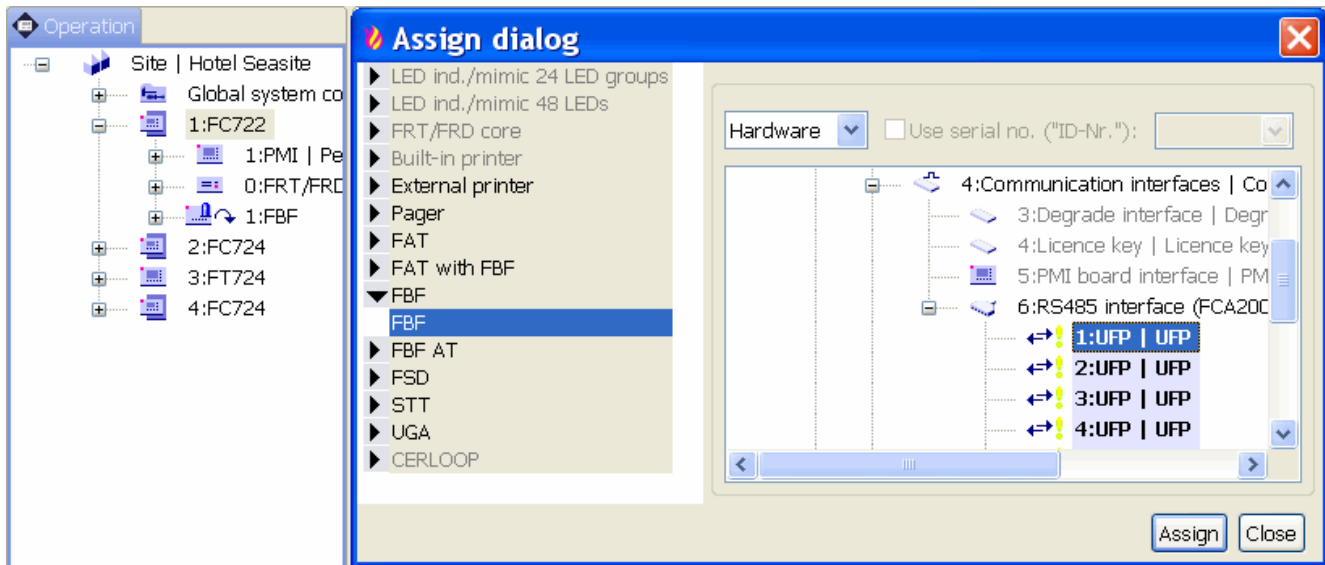 Operation
Site | Hotel Seasite
Global system co
1:FC722
1:PMI | Pe
0:FRT/FRD
1:FBF
2:FC724
3:FT724
4:FC724
Assign dialog
LED ind./mimic 24 LED groups
LED ind./mimic 48 LEDs
FRT/FRD core
Built-in printer
External printer
Pager
FAT
FAT with FBF
FBF
FBF
FBF AT
FSD
STT
UGA
CERLOOP
Hardware
Use serial no. ("ID-Nr."):
4:Communication interfaces | Co
3:Degrade interface | Degr
4:Licence key | Licence key
5:PMI board interface | PM
6:RS485 interface (FCA200
1:UFP | UFP
2:UFP | UFP
3:UFP | UFP
4:UFP | UFP
Assign
Close